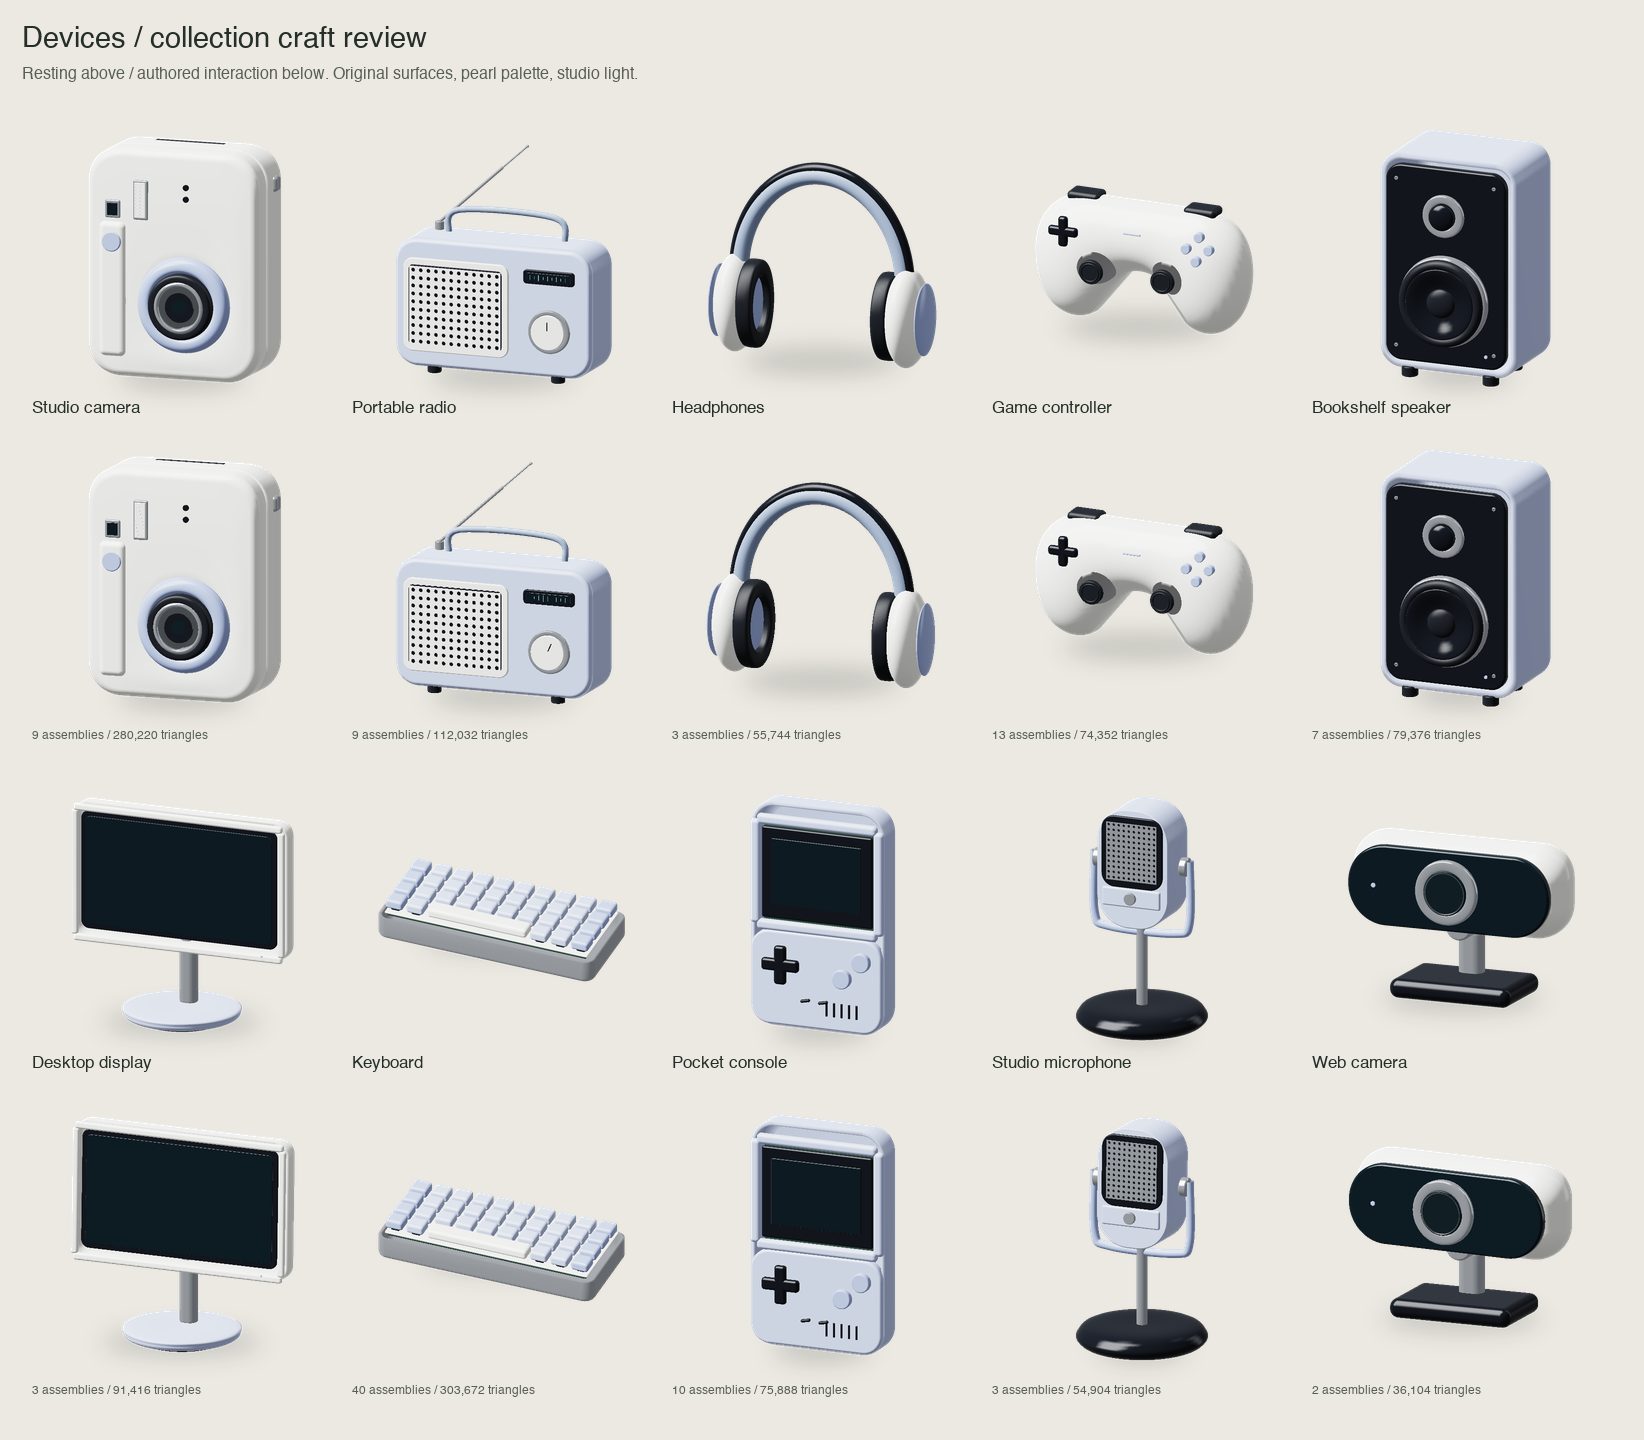 Devices / collection craft review
Resting above / authored interaction below. Original surfaces, pearl palette, studio light.
Studio camera
Portable radio
Headphones
Game controller
Bookshelf speaker
9 assemblies / 280,220 triangles
9 assemblies / 112,032 triangles
3 assemblies / 55,744 triangles
13 assemblies / 74,352 triangles
7 assemblies / 79,376 triangles
Desktop display
Keyboard
Pocket console
Studio microphone
Web camera
3 assemblies / 91,416 triangles
40 assemblies / 303,672 triangles
10 assemblies / 75,888 triangles
3 assemblies / 54,904 triangles
2 assemblies / 36,104 triangles